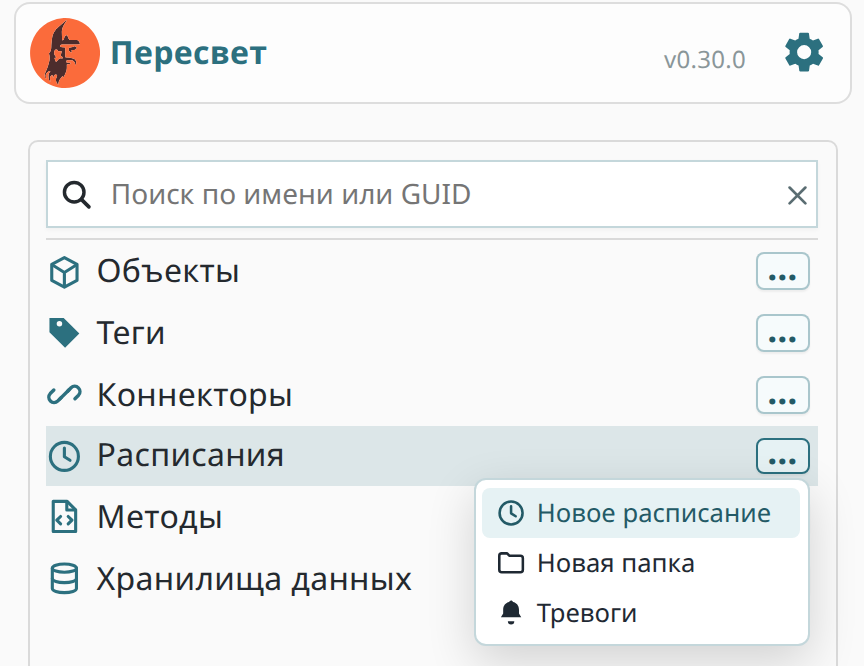 Пересвет
v0.30.0
Поиск по имени или GUID
Объекты
...
Теги
...
Коннекторы
...
Расписания
...
Методы
Новое расписание
Новая папка
Хранилища данных
Тревоги